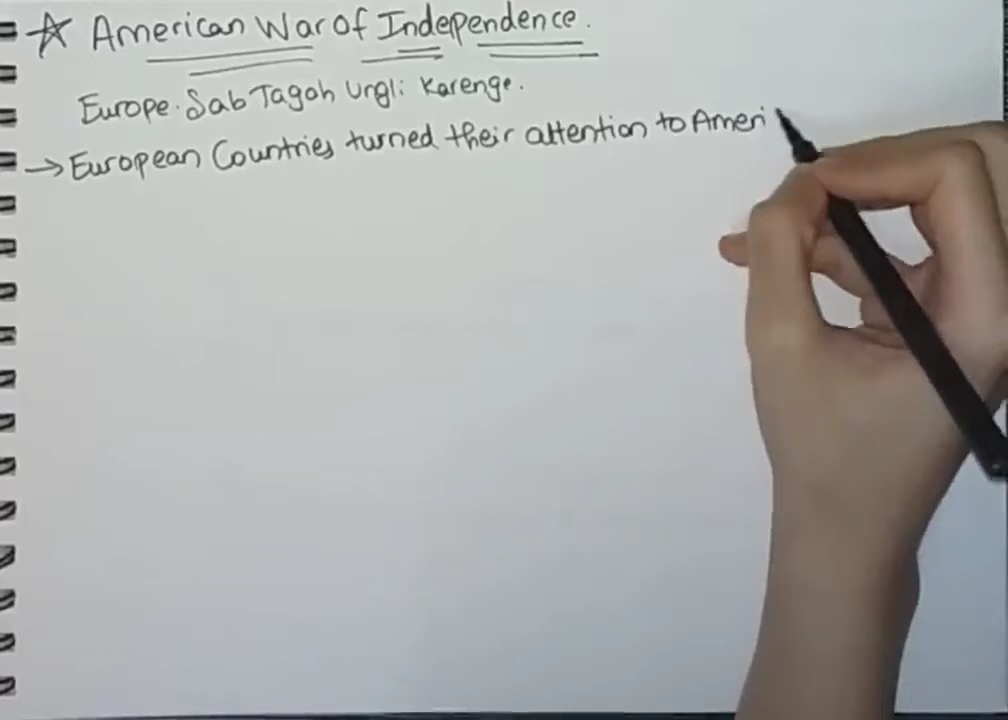 ☆ American War of Independence.
Europe. Sab Jagah Ungli Karenge.
→ European Countries turned their attention to Ameri